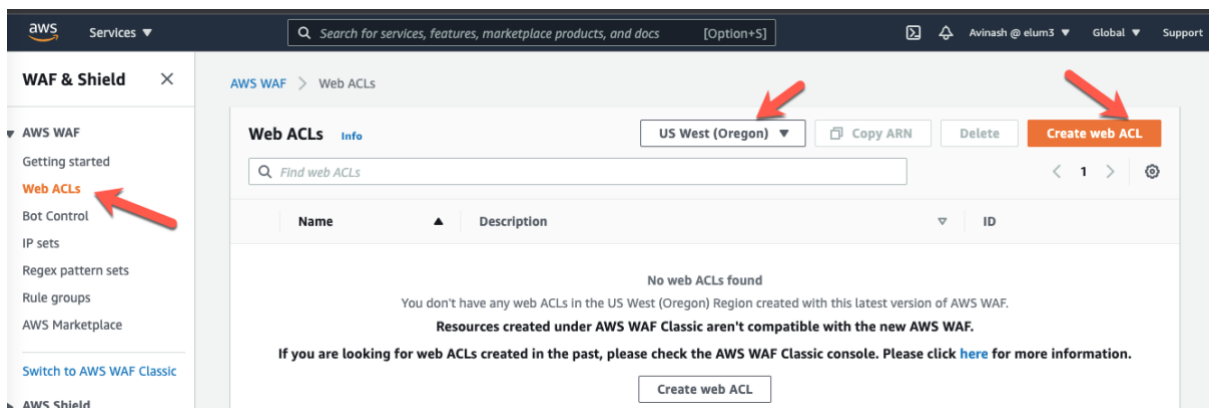 aws Services ▼ Search for services, features, marketplace products, and docs [Option+S] Avinash @ elum3 ▼ Global ▼ Support
WAF & Shield ×
AWS WAF
Getting started
Web ACLs
Bot Control
IP sets
Regex pattern sets
Rule groups
AWS Marketplace
Switch to AWS WAF Classic
AWS Shield
AWS WAF > Web ACLs
Web ACLs Info US West (Oregon) ▼ Copy ARN Delete Create web ACL
Find web ACLs < 1 >
Name ▲ Description ▽ ID
No web ACLs found
You don't have any web ACLs in the US West (Oregon) Region created with this latest version of AWS WAF.
Resources created under AWS WAF Classic aren't compatible with the new AWS WAF.
If you are looking for web ACLs created in the past, please check the AWS WAF Classic console. Please click here for more information.
Create web ACL